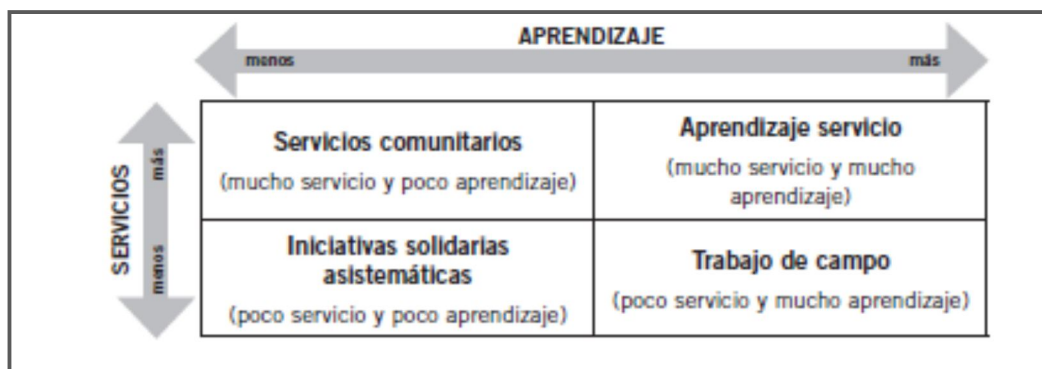 APRENDIZAJE
menos
más
SERVICIOS
más
menos
Servicios comunitarios
(mucho servicio y poco aprendizaje)
Aprendizaje servicio
(mucho servicio y mucho
aprendizaje)
Iniciativas solidarias
asistemáticas
(poco servicio y poco aprendizaje)
Trabajo de campo
(poco servicio y mucho aprendizaje)